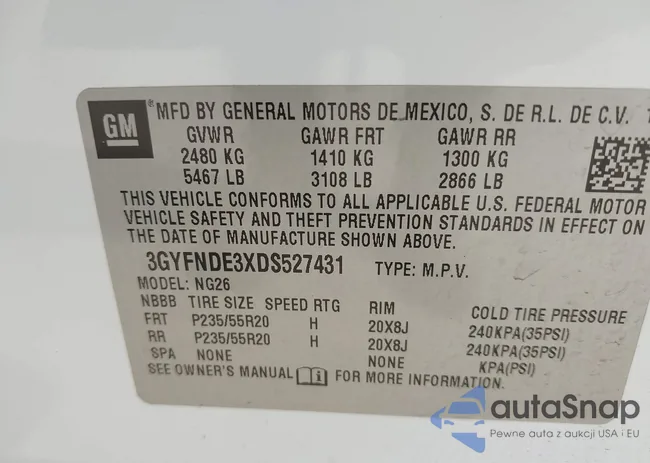 GM ® MFD BY GENERAL MOTORS DE MEXICO, S. DE R.L. DE C.V. 1
GVWR GAWR FRT GAWR RR
2480 KG 1410 KG 1300 KG
5467 LB 3108 LB 2866 LB
THIS VEHICLE CONFORMS TO ALL APPLICABLE U.S. FEDERAL MOTOR
VEHICLE SAFETY AND THEFT PREVENTION STANDARDS IN EFFECT ON
THE DATE OF MANUFACTURE SHOWN ABOVE.
3GYFNDE3XDS527431 TYPE: M.P.V.
MODEL: NG26
NBBB TIRE SIZE SPEED RTG RIM COLD TIRE PRESSURE
FRT P235/55R20 H 20X8J 240KPA(35PSI)
RR P235/55R20 H 20X8J 240KPA(35PSI)
SPA NONE NONE KPA(PSI)
SEE OWNER'S MANUAL i FOR MORE INFORMATION.
autaSnap
Pewne auta z aukcji USA i EU